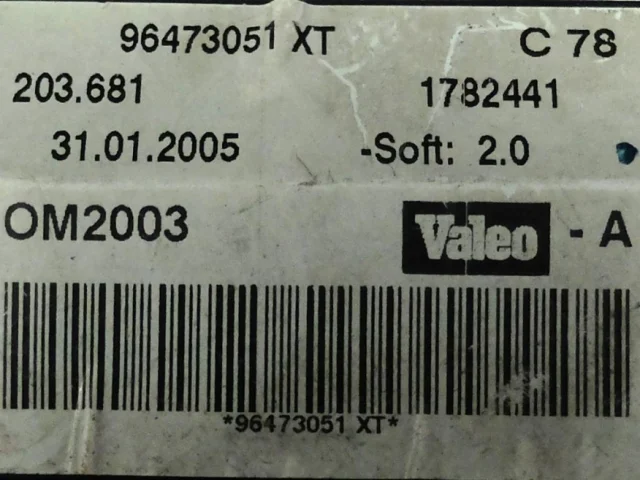 96473051 XT C 78
203.681 1782441
31.01.2005 -Soft: 2.0
OM2003 Valeo - A
*96473051 XT*